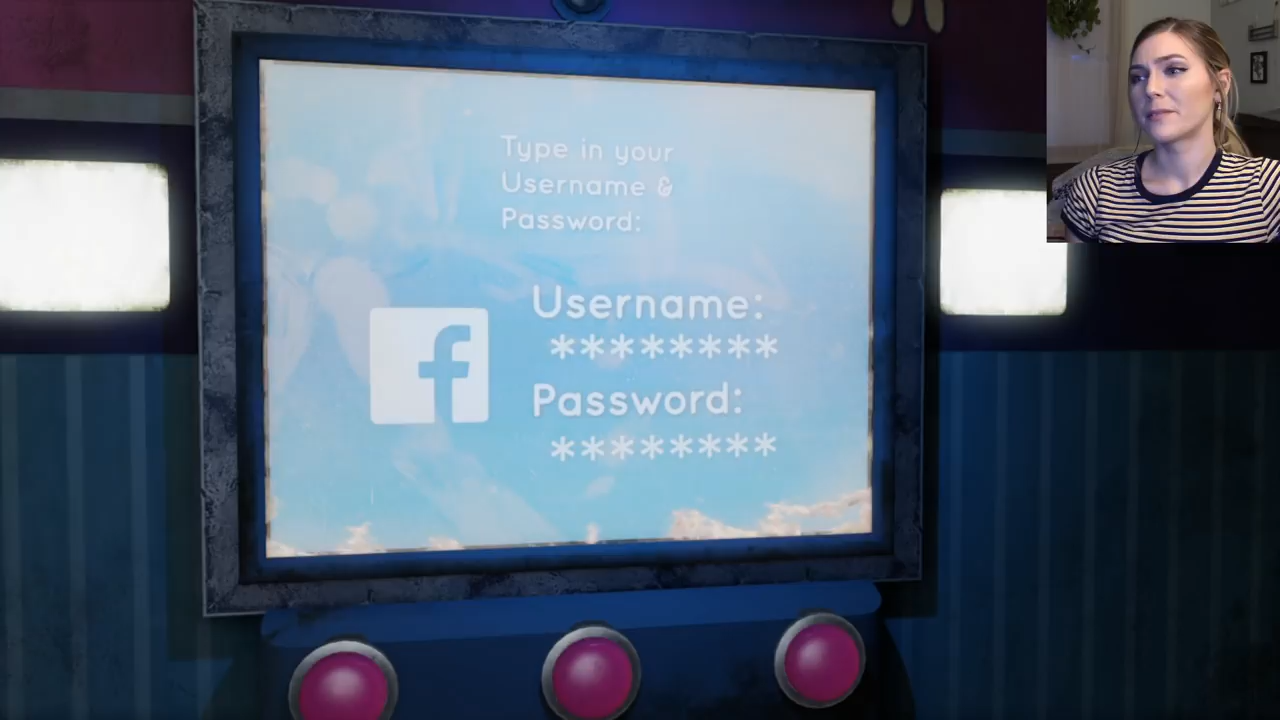 Type in your
Username &
Password:
Username:
********
Password:
********